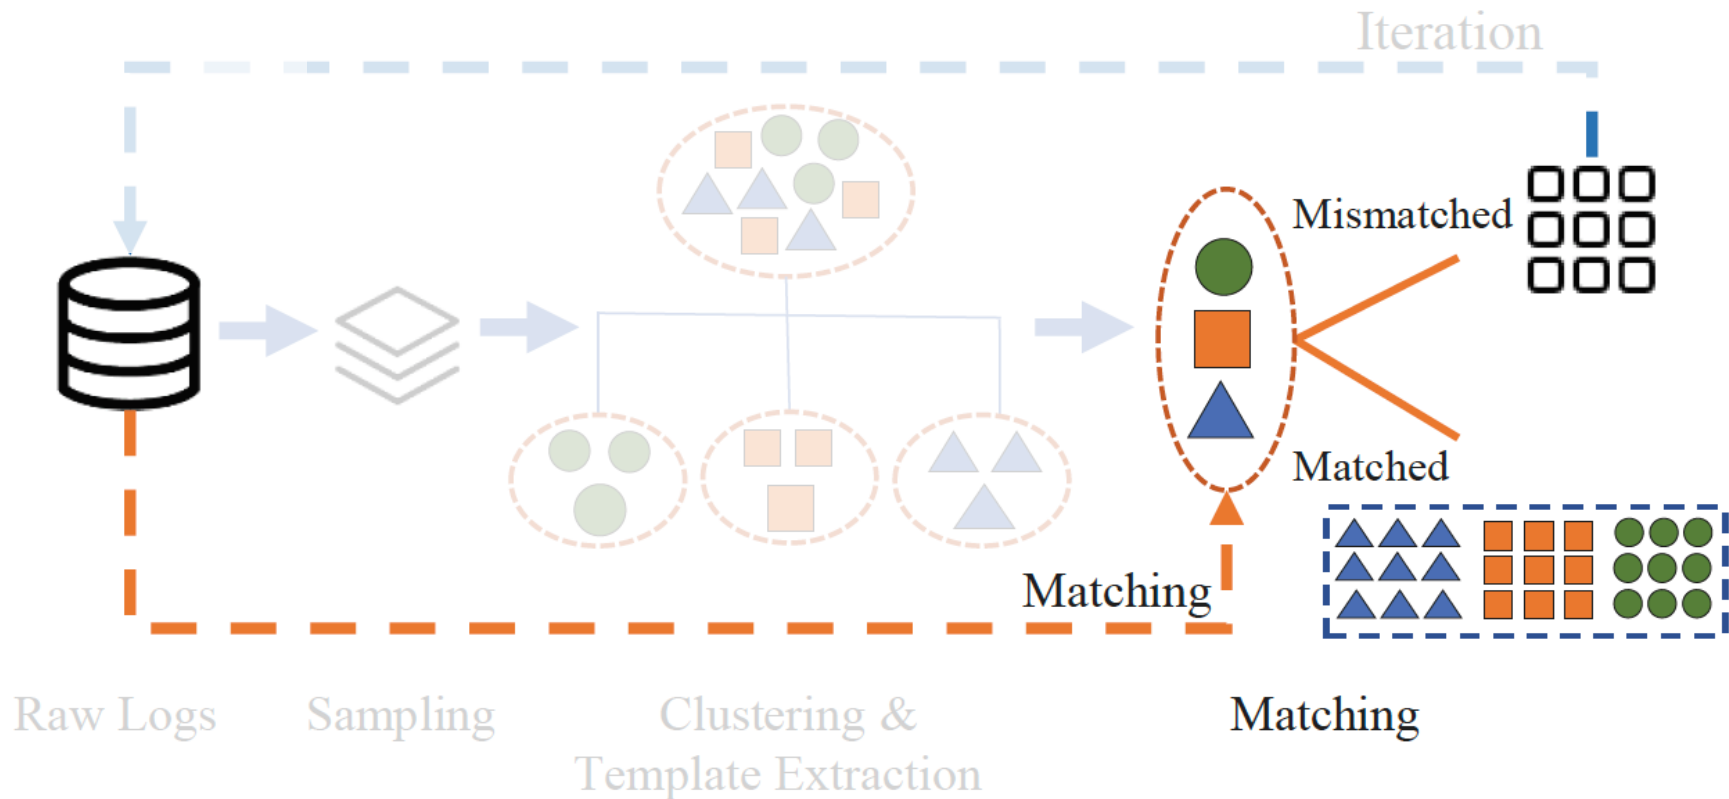 Iteration
Mismatched
Matched
Matching
Raw Logs
Sampling
Clustering &
Template Extraction
Matching